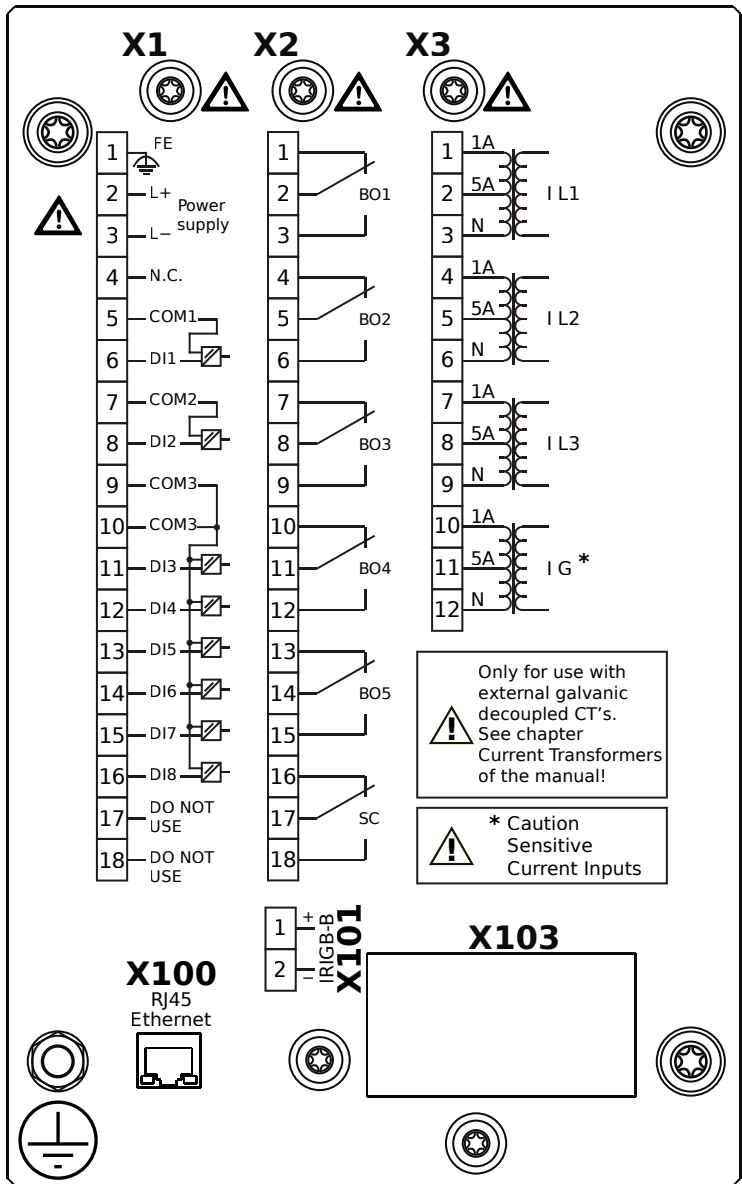 X1 X2 X3
1 FE
2 L+
Power
supply
3 L−
4 N.C.
5 COM1
6 DI1
7 COM2
8 DI2
9 COM3
10 COM3
11 DI3
12 DI4
13 DI5
14 DI6
15 DI7
16 DI8
17 DO NOT
USE
18 DO NOT
USE
1
2 BO1
3
4
5 BO2
6
7
8 BO3
9
10
11 BO4
12
13
14 BO5
15
16
17 SC
18
1 1A
2 5A I L1
3 N
4 1A
5 5A I L2
6 N
7 1A
8 5A I L3
9 N
10 1A
11 5A I G *
12 N
Only for use with
external galvanic
decoupled CT's.
See chapter
Current Transformers
of the manual!
* Caution
Sensitive
Current Inputs
1 +
2 −
IRIGB-B
X101
X103
X100
RJ45
Ethernet